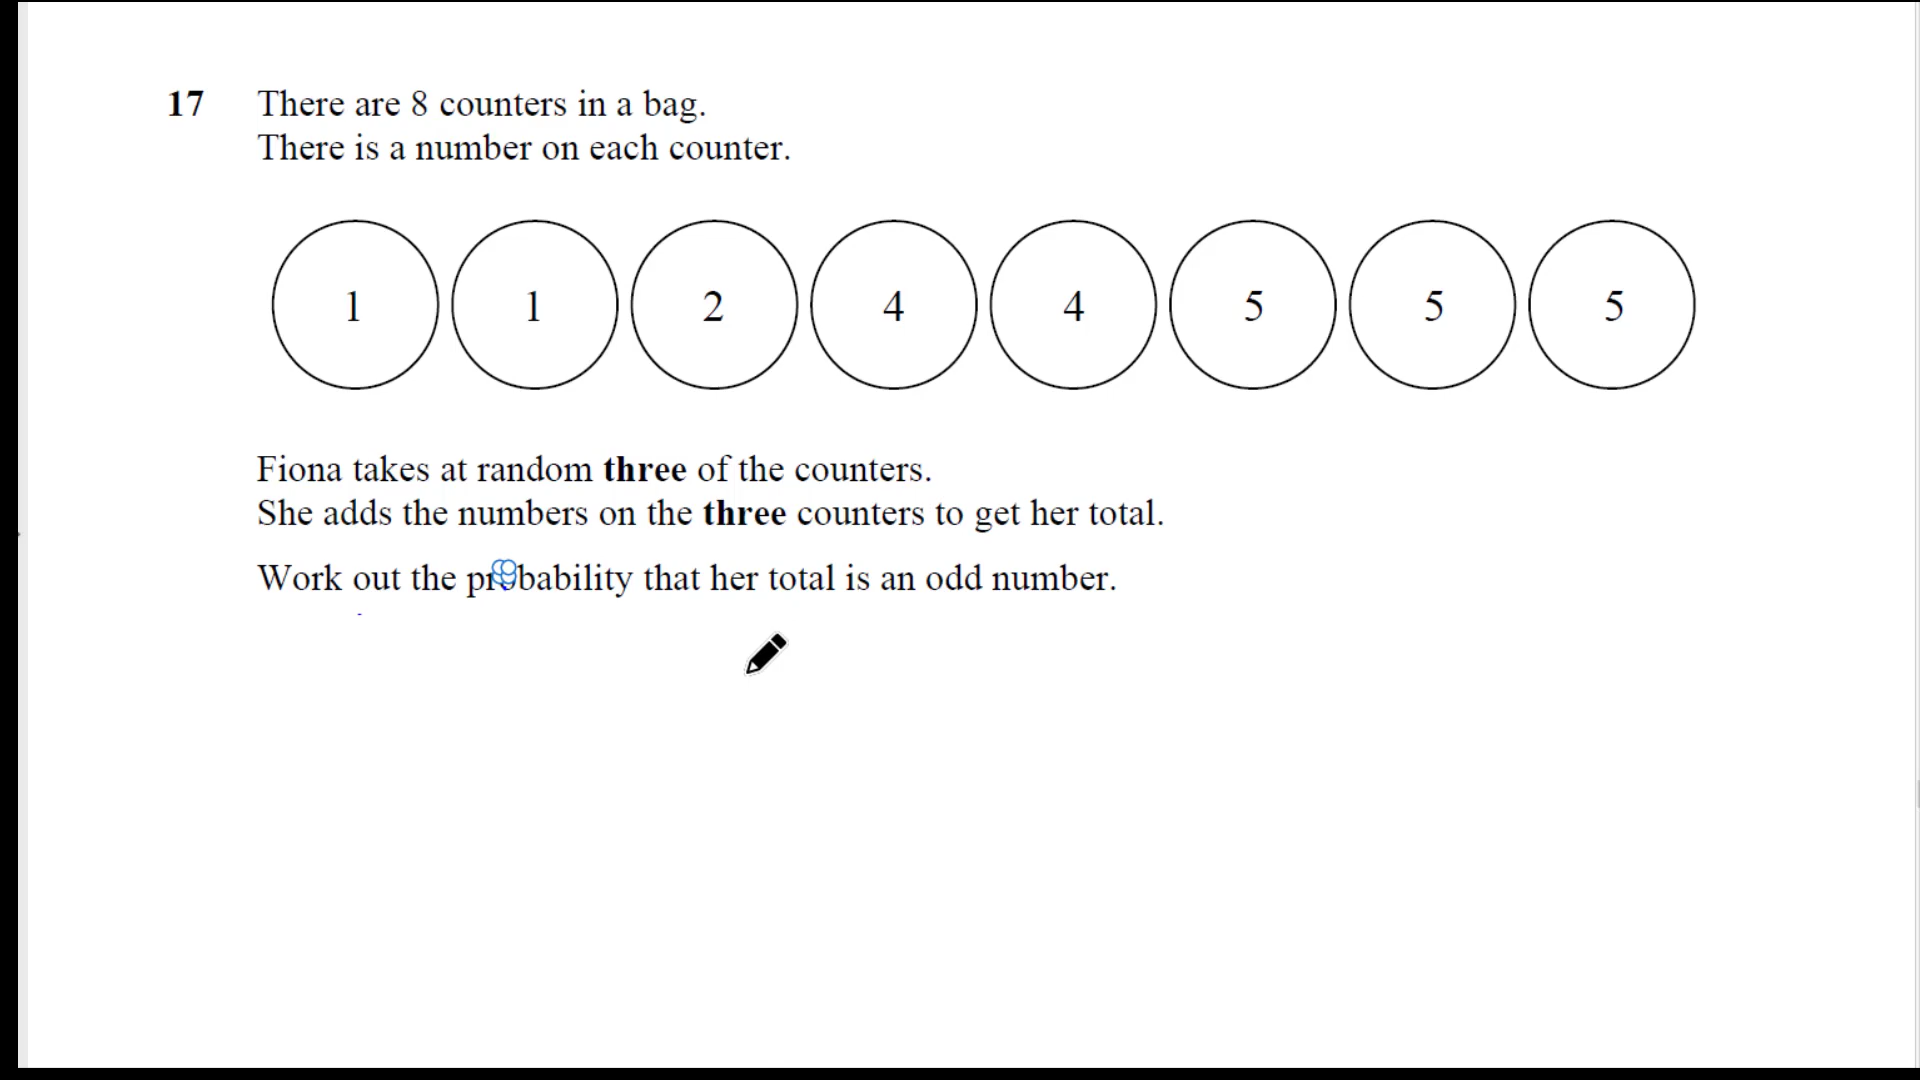 17 There are 8 counters in a bag.
There is a number on each counter.
1 1 2 4 4 5 5 5
Fiona takes at random three of the counters.
She adds the numbers on the three counters to get her total.
Work out the probability that her total is an odd number.